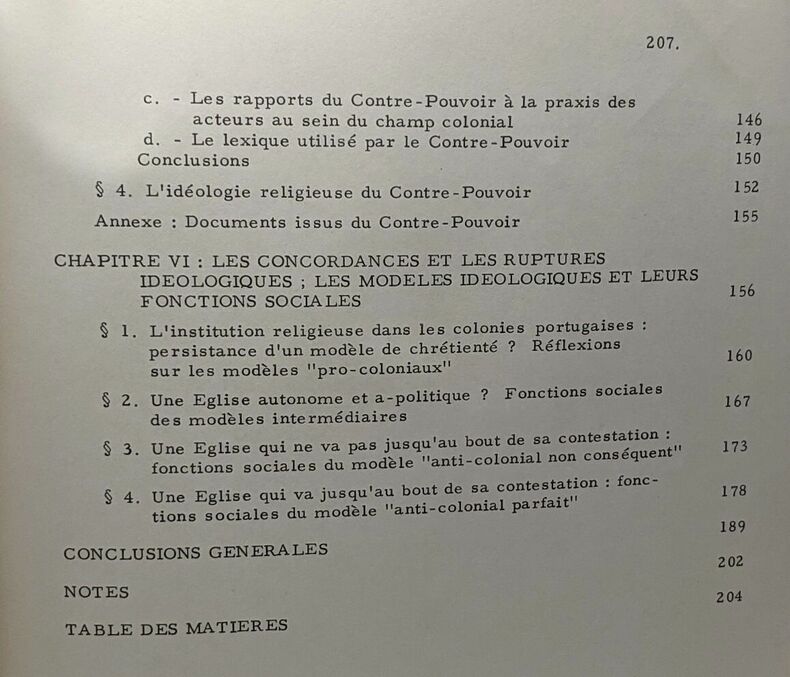 207.
c. - Les rapports du Contre-Pouvoir à la praxis des
acteurs au sein du champ colonial 146
d. - Le lexique utilisé par le Contre-Pouvoir 149
Conclusions 150
§ 4. L'idéologie religieuse du Contre-Pouvoir 152
Annexe : Documents issus du Contre-Pouvoir 155
CHAPITRE VI : LES CONCORDANCES ET LES RUPTURES
IDEOLOGIQUES ; LES MODELES IDEOLOGIQUES ET LEURS
FONCTIONS SOCIALES 156
§ 1. L'institution religieuse dans les colonies portugaises :
persistance d'un modèle de chrétienté ? Réflexions
sur les modèles "pro-coloniaux" 160
§ 2. Une Eglise autonome et a-politique ? Fonctions sociales
des modèles intermédiaires 167
§ 3. Une Eglise qui ne va pas jusqu'au bout de sa contestation :
fonctions sociales du modèle "anti-colonial non conséquent" 173
§ 4. Une Eglise qui va jusqu'au bout de sa contestation : fonc-
tions sociales du modèle "anti-colonial parfait" 178
CONCLUSIONS GENERALES 189
NOTES 202
TABLE DES MATIERES 204